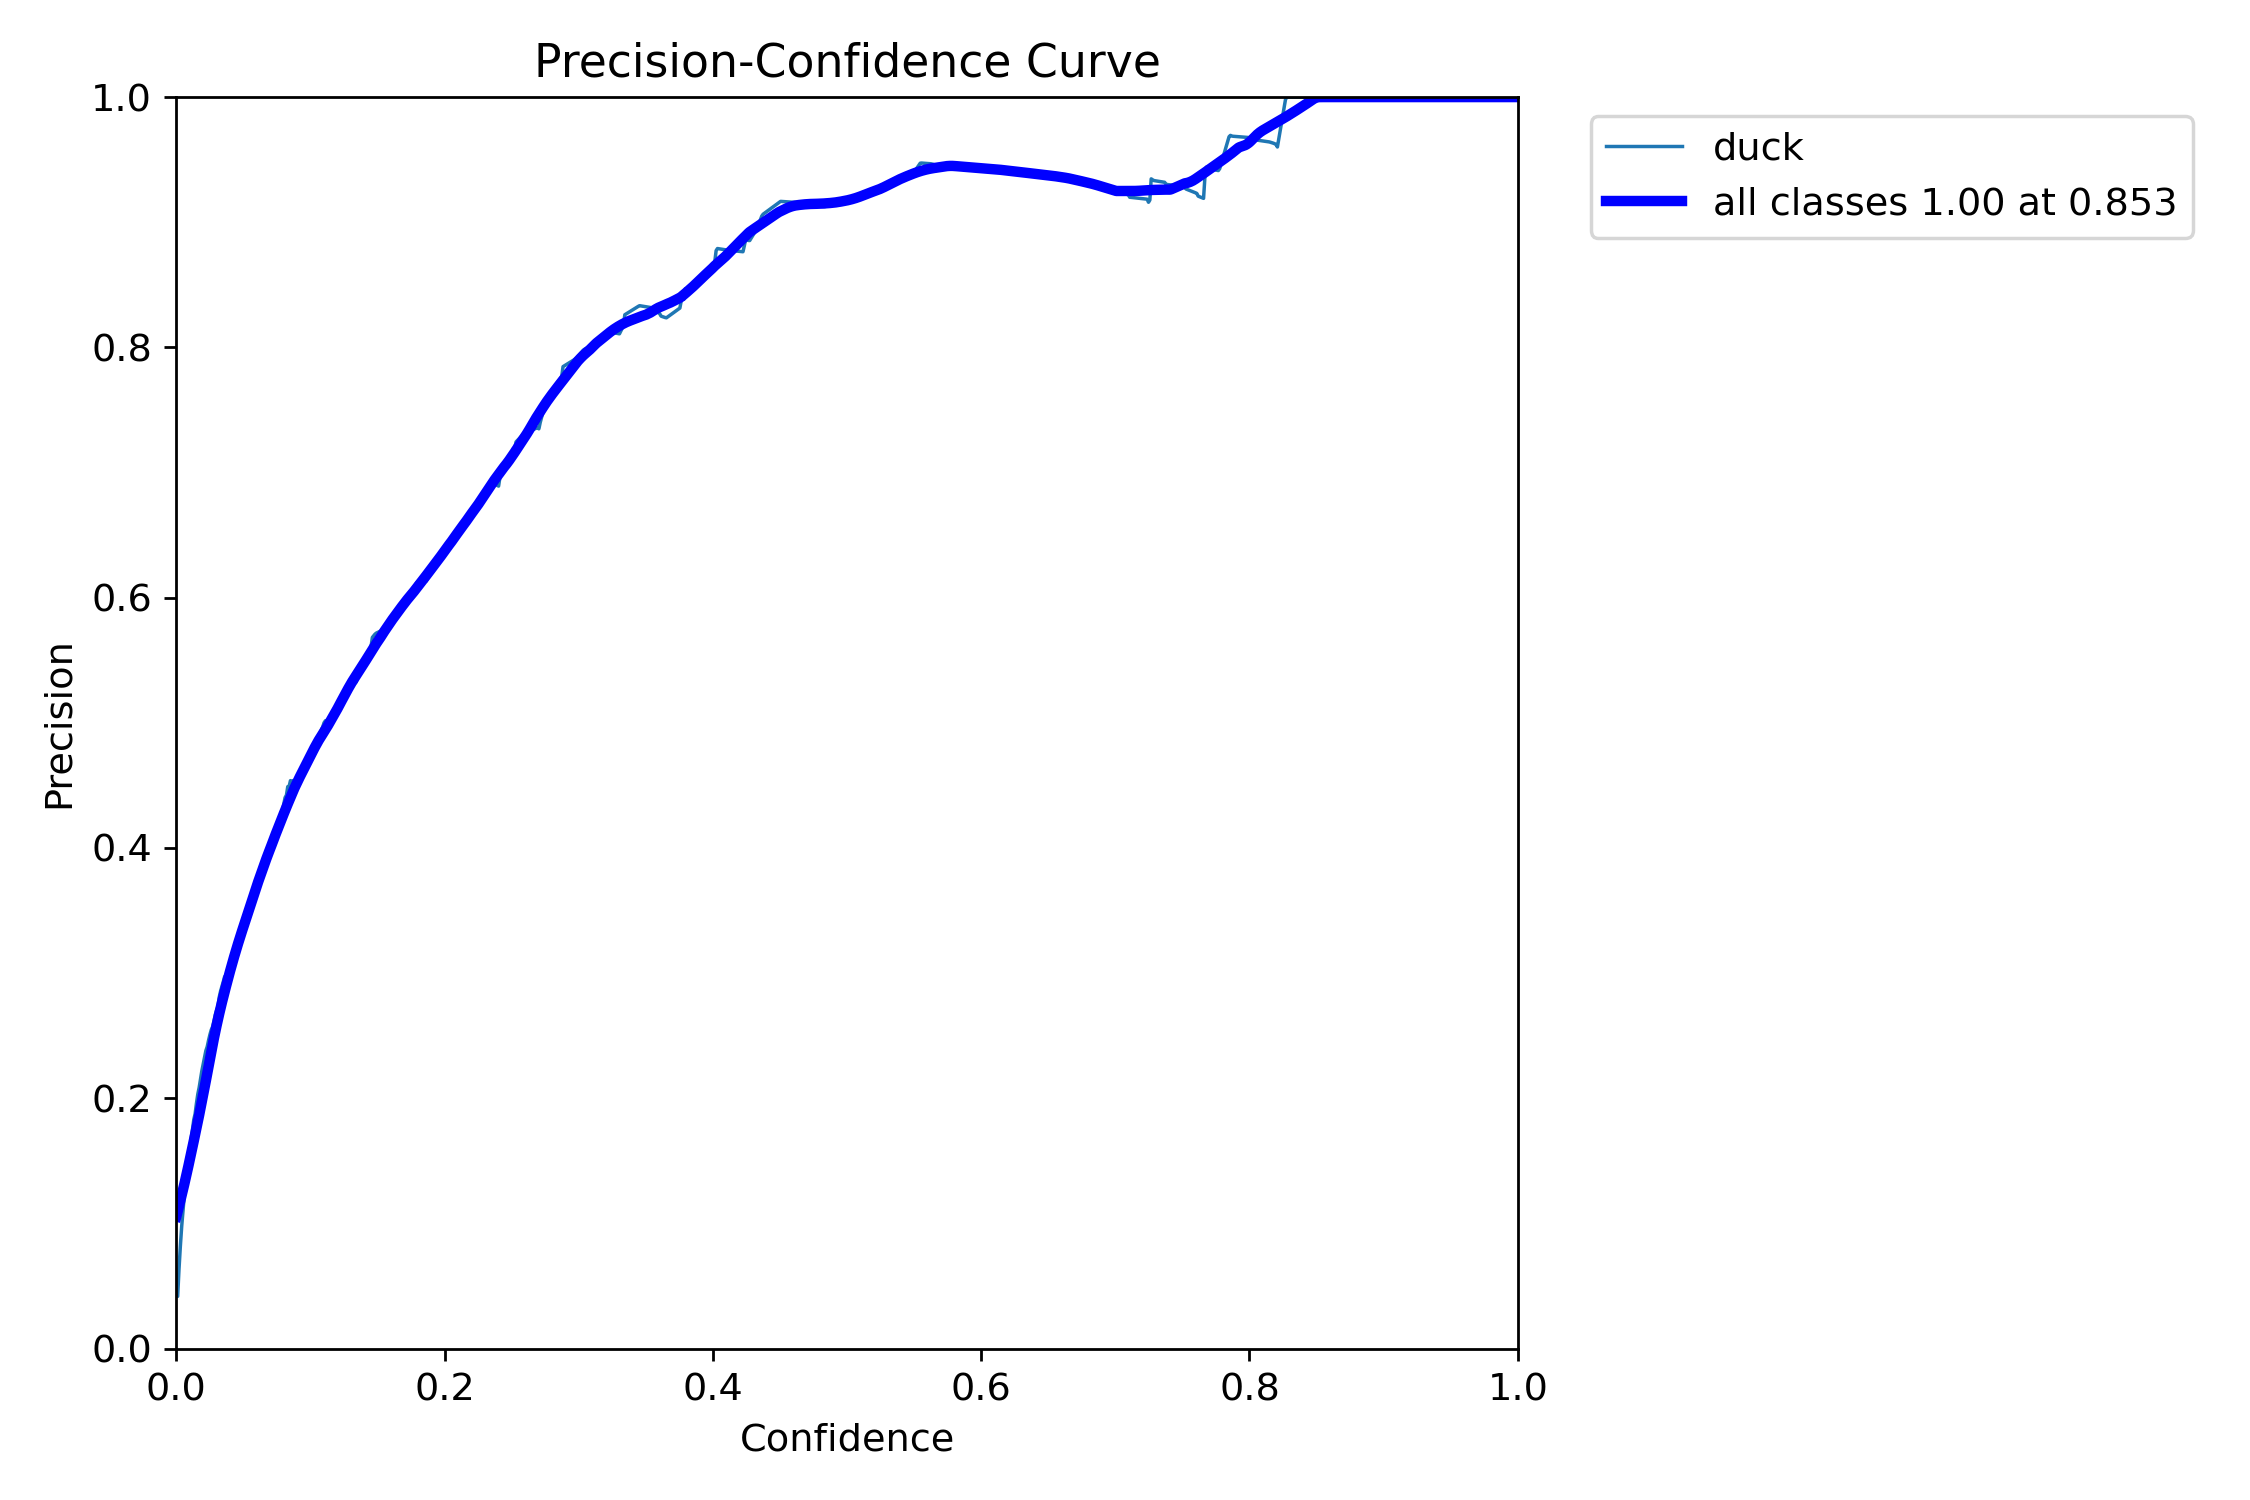 Precision-Confidence Curve
1.0
0.8
0.6
0.4
0.2
0.0
Precision
0.0 0.2 0.4 0.6 0.8 1.0
Confidence
duck
all classes 1.00 at 0.853